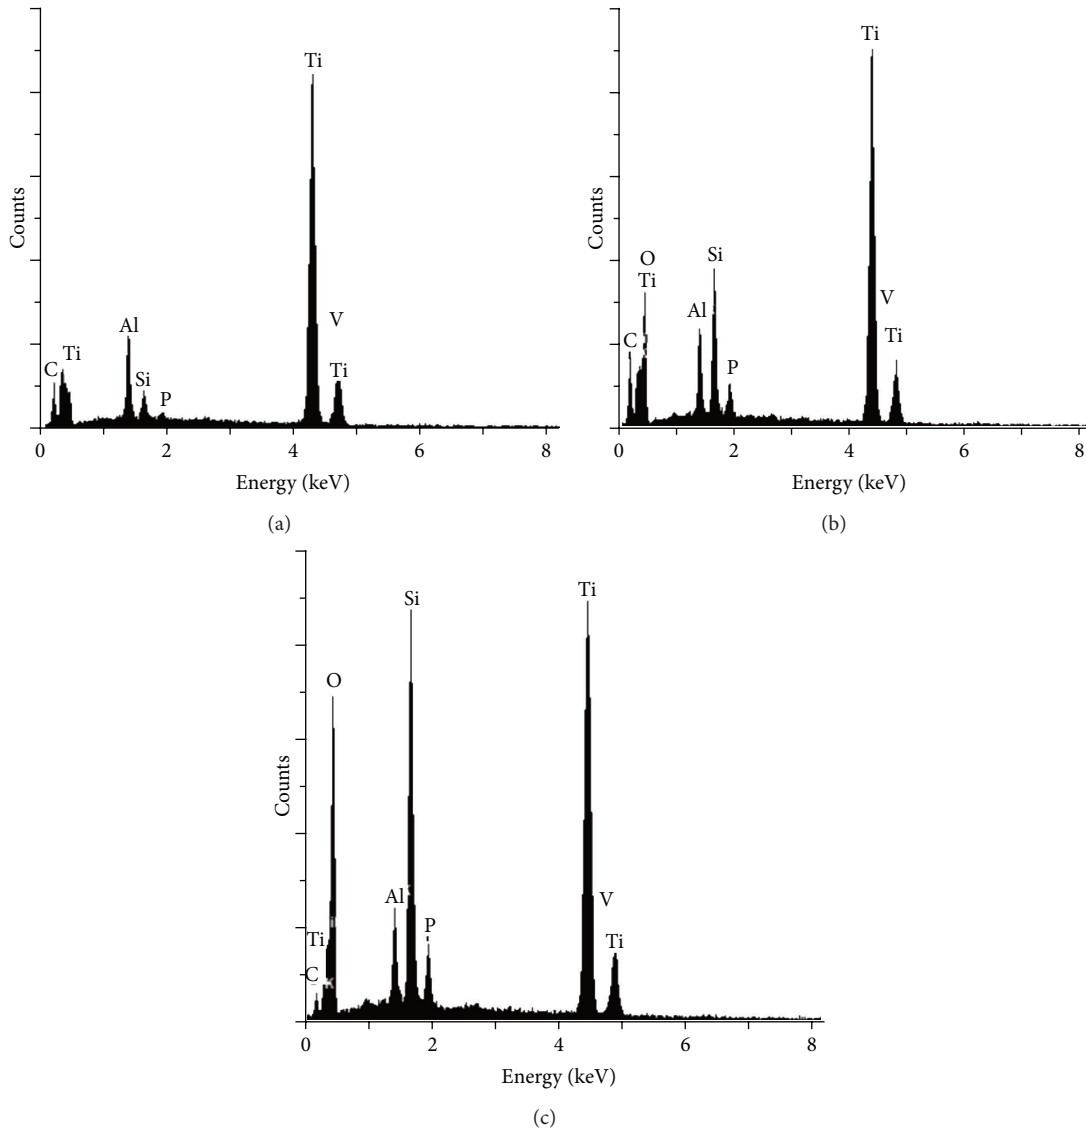 Counts
Ti
V
Al
Ti
C
Si
Ti
P
0
2
4
6
8
Energy (keV)
(a)
Counts
Ti
Si
O
Ti
V
Al
C
Ti
P
0
2
4
6
8
Energy (keV)
(b)
Counts
Ti
Si
O
Al
V
P
Ti
Ti
C
0
2
4
6
8
Energy (keV)
(c)